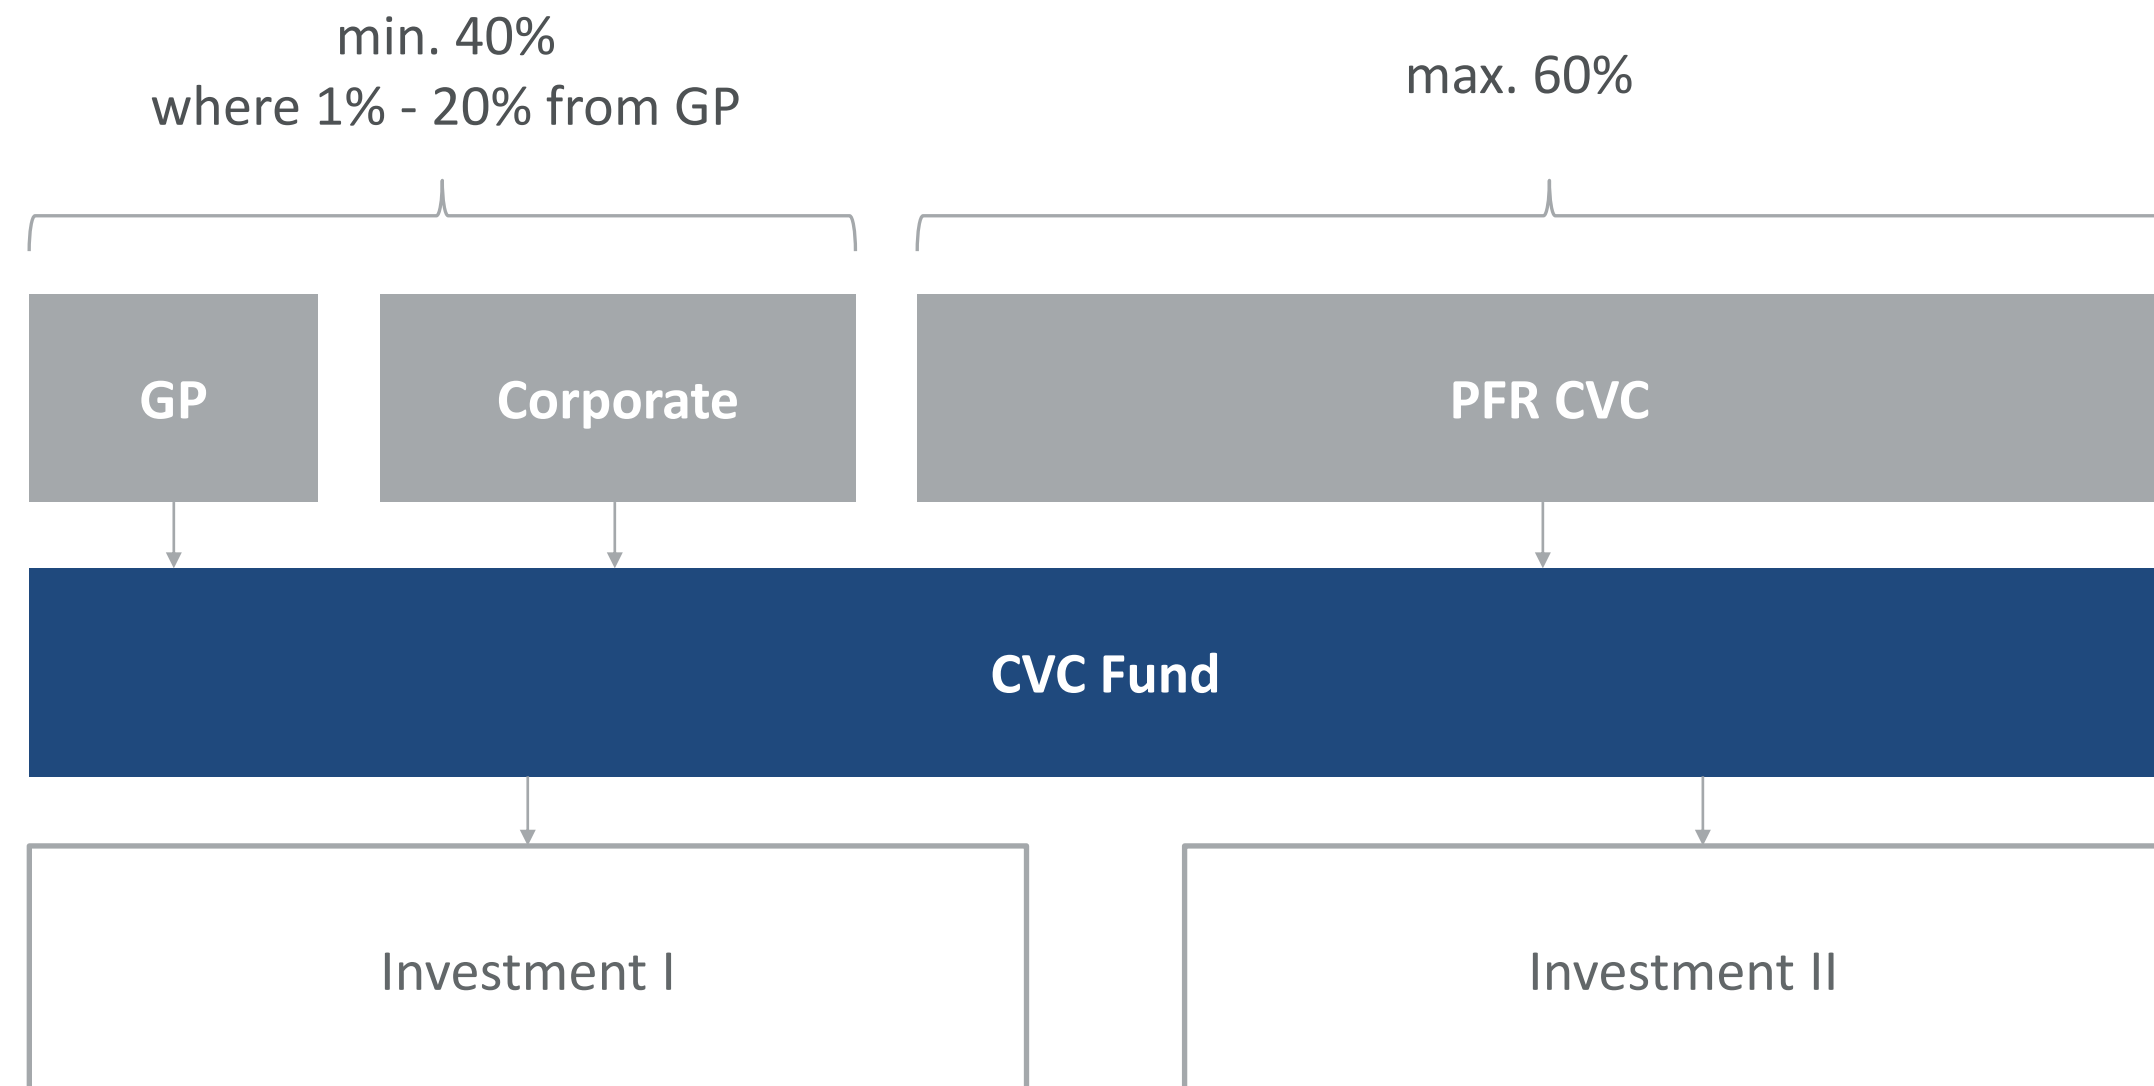 min. 40%
where 1% - 20% from GP
max. 60%
GP
Corporate
PFR CVC
CVC Fund
Investment I
Investment II